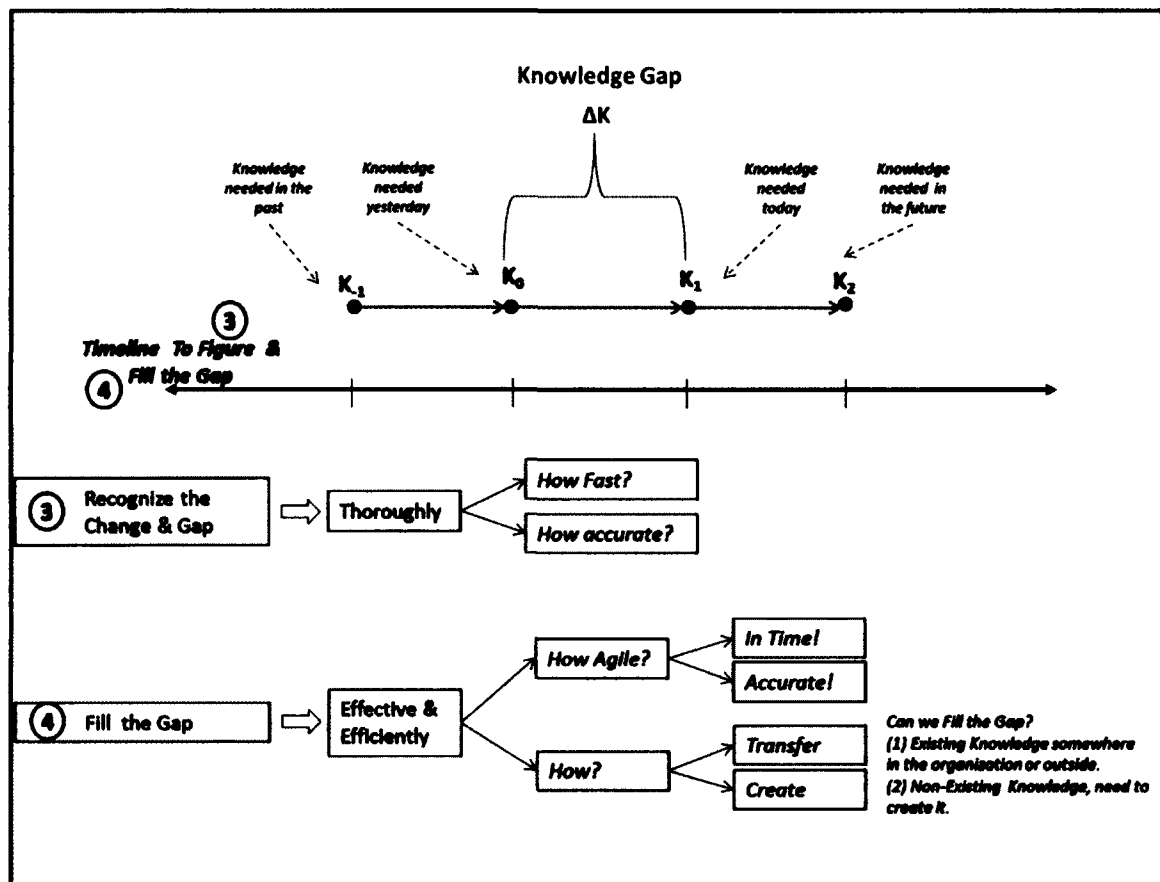 Knowledge Gap
ΔK
Knowledge
needed in the
past
Knowledge
needed
yesterday
Knowledge
needed
today
Knowledge
needed in
the future
K₋₁
K₀
K₁
K₂
3
Timeline To Figure &
Fill the Gap
4
3
Recognize the
Change & Gap
Thoroughly
How Fast?
How accurate?
4
Fill the Gap
Effective &
Efficiently
How Agile?
In Time!
Accurate!
How?
Transfer
Create
Can we Fill the Gap?
(1) Existing Knowledge somewhere
in the organization or outside.
(2) Non-Existing Knowledge, need to
create it.